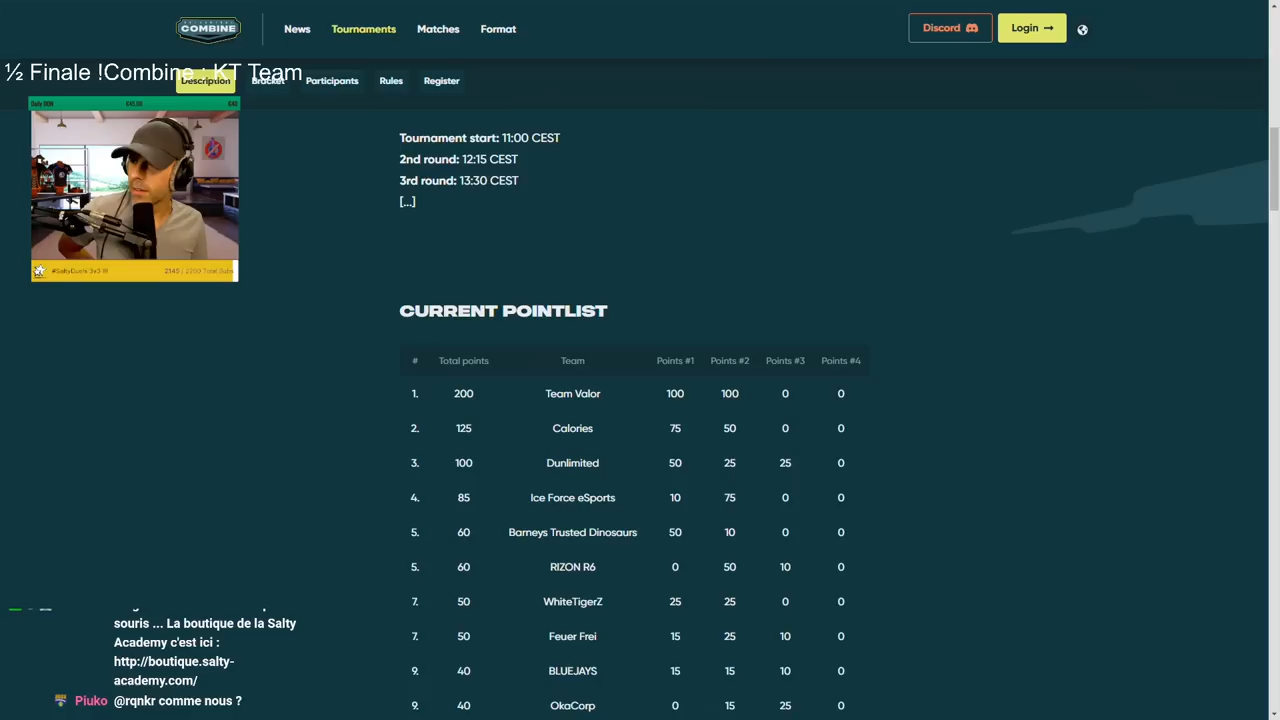 COMBINE
News
Tournaments
Matches
Format
Discord
Login →
½ Finale !Combine : KT Team
Description
Bracket
Participants
Rules
Register
Daily DON
€40
Tournament start: 11:00 CEST
2nd round: 12:15 CEST
3rd round: 13:30 CEST
[...]
2145 / 2200 Total Subs
CURRENT POINTLIST
# Total points Team Points #1 Points #2 Points #3 Points #4
1. 200 Team Valor 100 100 0 0
2. 125 Calories 75 50 0 0
3. 100 Dunlimited 50 25 25 0
4. 85 Ice Force eSports 10 75 0 0
5. 60 Barneys Trusted Dinosaurs 50 10 0 0
5. 60 RIZON R6 0 50 10 0
7. 50 WhiteTigerZ 25 25 0 0
7. 50 Feuer Frei 15 25 10 0
9. 40 BLUEJAYS 15 15 10 0
9. 40 OkaCorp 0 15 25 0
souris ... La boutique de la Salty
Academy c'est ici :
http://boutique.salty-
academy.com/
Piuko @rqnkr comme nous ?